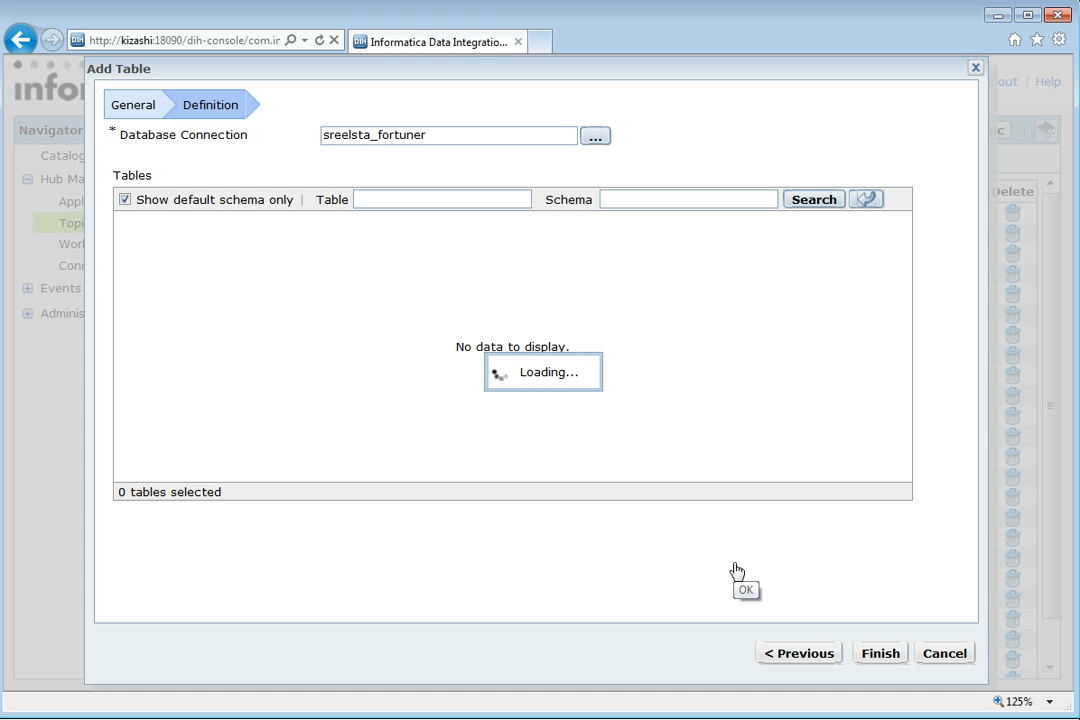 http://kizashi:18090/dih-console/com.ir
DIH Informatica Data Integratio...
Add Table
out | Help
General
Definition
Navigator
* Database Connection
sreelsta_fortuner
...
Catalog
Tables
Hub Ma
Delete
Show default schema only | Table
Schema
Search
Appl
Topi
Work
Conn
Events
Adminis
No data to display.
Loading...
0 tables selected
OK
< Previous
Finish
Cancel
125%